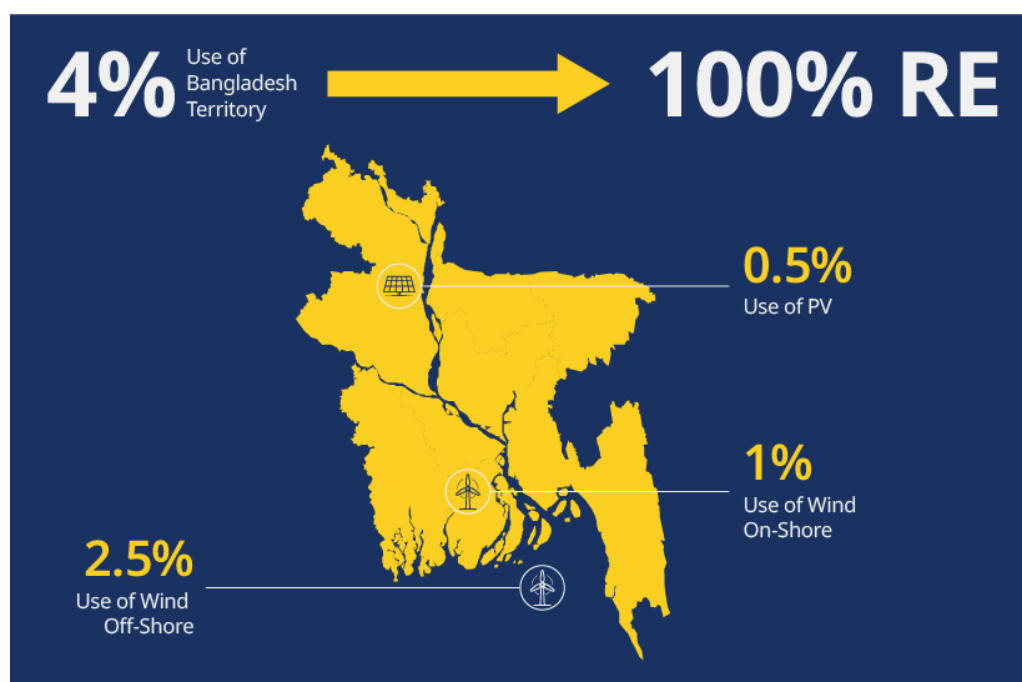 4%
Use of
Bangladesh
Territory
100% RE
0.5%
Use of PV
1%
Use of Wind
On-Shore
2.5%
Use of Wind
Off-Shore